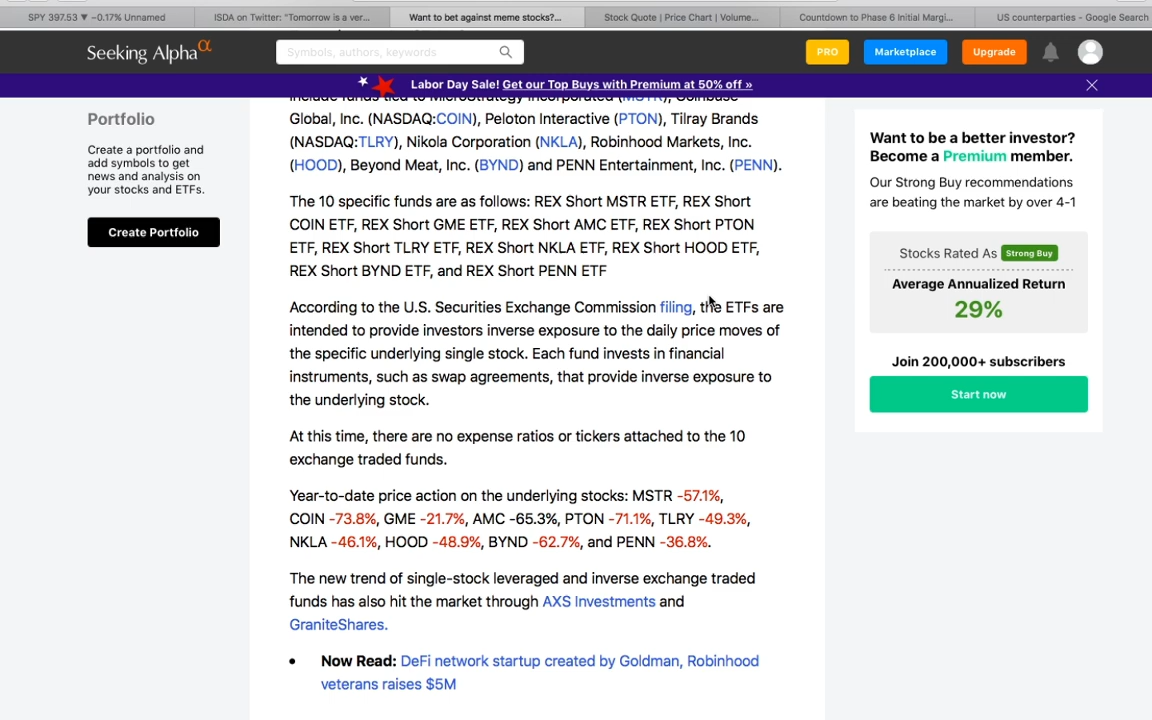 SPY 397.53 ▼ −0.17% Unnamed
ISDA on Twitter: "Tomorrow is a ver...
Want to bet against meme stocks?...
Stock Quote | Price Chart | Volume...
Countdown to Phase 6 Initial Margi...
US counterparties - Google Search
Seeking Alpha α
Symbols, authors, keywords
PRO
Marketplace
Upgrade
Labor Day Sale! Get our Top Buys with Premium at 50% off »
Portfolio
Create a portfolio and
add symbols to get
news and analysis on
your stocks and ETFs.
Create Portfolio
include funds tied to MicroStrategy Incorporated (MSTR), Coinbase
Global, Inc. (NASDAQ:COIN), Peloton Interactive (PTON), Tilray Brands
(NASDAQ:TLRY), Nikola Corporation (NKLA), Robinhood Markets, Inc.
(HOOD), Beyond Meat, Inc. (BYND) and PENN Entertainment, Inc. (PENN).
The 10 specific funds are as follows: REX Short MSTR ETF, REX Short
COIN ETF, REX Short GME ETF, REX Short AMC ETF, REX Short PTON
ETF, REX Short TLRY ETF, REX Short NKLA ETF, REX Short HOOD ETF,
REX Short BYND ETF, and REX Short PENN ETF
According to the U.S. Securities Exchange Commission filing, the ETFs are
intended to provide investors inverse exposure to the daily price moves of
the specific underlying single stock. Each fund invests in financial
instruments, such as swap agreements, that provide inverse exposure to
the underlying stock.
At this time, there are no expense ratios or tickers attached to the 10
exchange traded funds.
Year-to-date price action on the underlying stocks: MSTR -57.1%,
COIN -73.8%, GME -21.7%, AMC -65.3%, PTON -71.1%, TLRY -49.3%,
NKLA -46.1%, HOOD -48.9%, BYND -62.7%, and PENN -36.8%.
The new trend of single-stock leveraged and inverse exchange traded
funds has also hit the market through AXS Investments and
GraniteShares.
• Now Read: DeFi network startup created by Goldman, Robinhood
veterans raises $5M
Want to be a better investor?
Become a Premium member.
Our Strong Buy recommendations
are beating the market by over 4-1
Stocks Rated As Strong Buy
Average Annualized Return
29%
Join 200,000+ subscribers
Start now